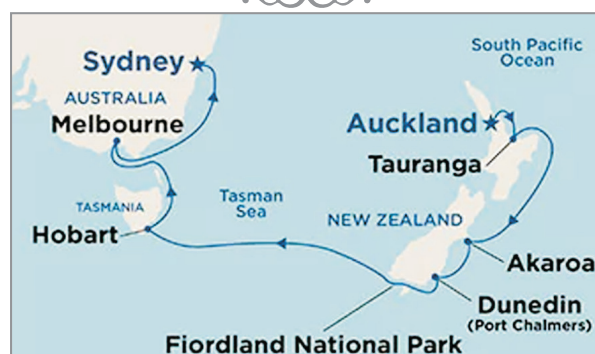 South Pacific
Ocean
Sydney
AUSTRALIA
Melbourne
Auckland
Tauranga
TASMANIA
Tasman
Sea
NEW ZEALAND
Hobart
Akaroa
Dunedin
(Port Chalmers)
Fiordland National Park